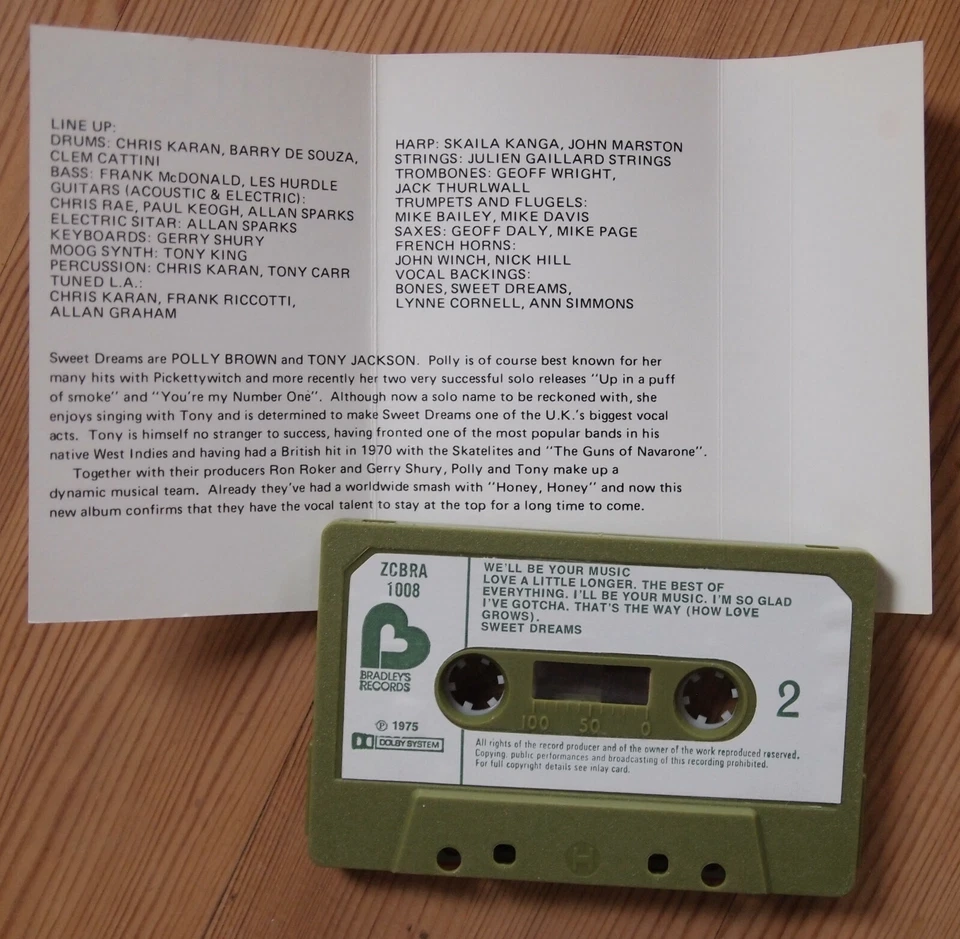 LINE UP:
DRUMS: CHRIS KARAN, BARRY DE SOUZA,
CLEM CATTINI
BASS: FRANK McDONALD, LES HURDLE
GUITARS (ACOUSTIC & ELECTRIC):
CHRIS RAE, PAUL KEOGH, ALLAN SPARKS
ELECTRIC SITAR: ALLAN SPARKS
KEYBOARDS: GERRY SHURY
MOOG SYNTH: TONY KING
PERCUSSION: CHRIS KARAN, TONY CARR
TUNED L.A.:
CHRIS KARAN, FRANK RICCOTTI,
ALLAN GRAHAM
HARP: SKAILA KANGA, JOHN MARSTON
STRINGS: JULIEN GAILLARD STRINGS
TROMBONES: GEOFF WRIGHT,
JACK THURLWALL
TRUMPETS AND FLUGELS:
MIKE BAILEY, MIKE DAVIS
SAXES: GEOFF DALY, MIKE PAGE
FRENCH HORNS:
JOHN WINCH, NICK HILL
VOCAL BACKINGS:
BONES, SWEET DREAMS,
LYNNE CORNELL, ANN SIMMONS
Sweet Dreams are POLLY BROWN and TONY JACKSON. Polly is of course best known for her
many hits with Pickettywitch and more recently her two very successful solo releases "Up in a puff
of smoke" and "You're my Number One". Although now a solo name to be reckoned with, she
enjoys singing with Tony and is determined to make Sweet Dreams one of the U.K.'s biggest vocal
acts. Tony is himself no stranger to success, having fronted one of the most popular bands in his
native West Indies and having had a British hit in 1970 with the Skatelites and "The Guns of Navarone".
Together with their producers Ron Roker and Gerry Shury, Polly and Tony make up a
dynamic musical team. Already they've had a worldwide smash with "Honey, Honey" and now this
new album confirms that they have the vocal talent to stay at the top for a long time to come.
ZCBRA
1008
BRADLEY'S
RECORDS
℗ 1975
DOLBY SYSTEM
WE'LL BE YOUR MUSIC
LOVE A LITTLE LONGER. THE BEST OF
EVERYTHING. I'LL BE YOUR MUSIC. I'M SO GLAD
I'VE GOTCHA. THAT'S THE WAY (HOW LOVE
GROWS).
SWEET DREAMS
2
100 50 0
All rights of the record producer and of the owner of the work reproduced reserved.
Copying, public performances and broadcasting of this recording prohibited.
For full copyright details see inlay card.
H